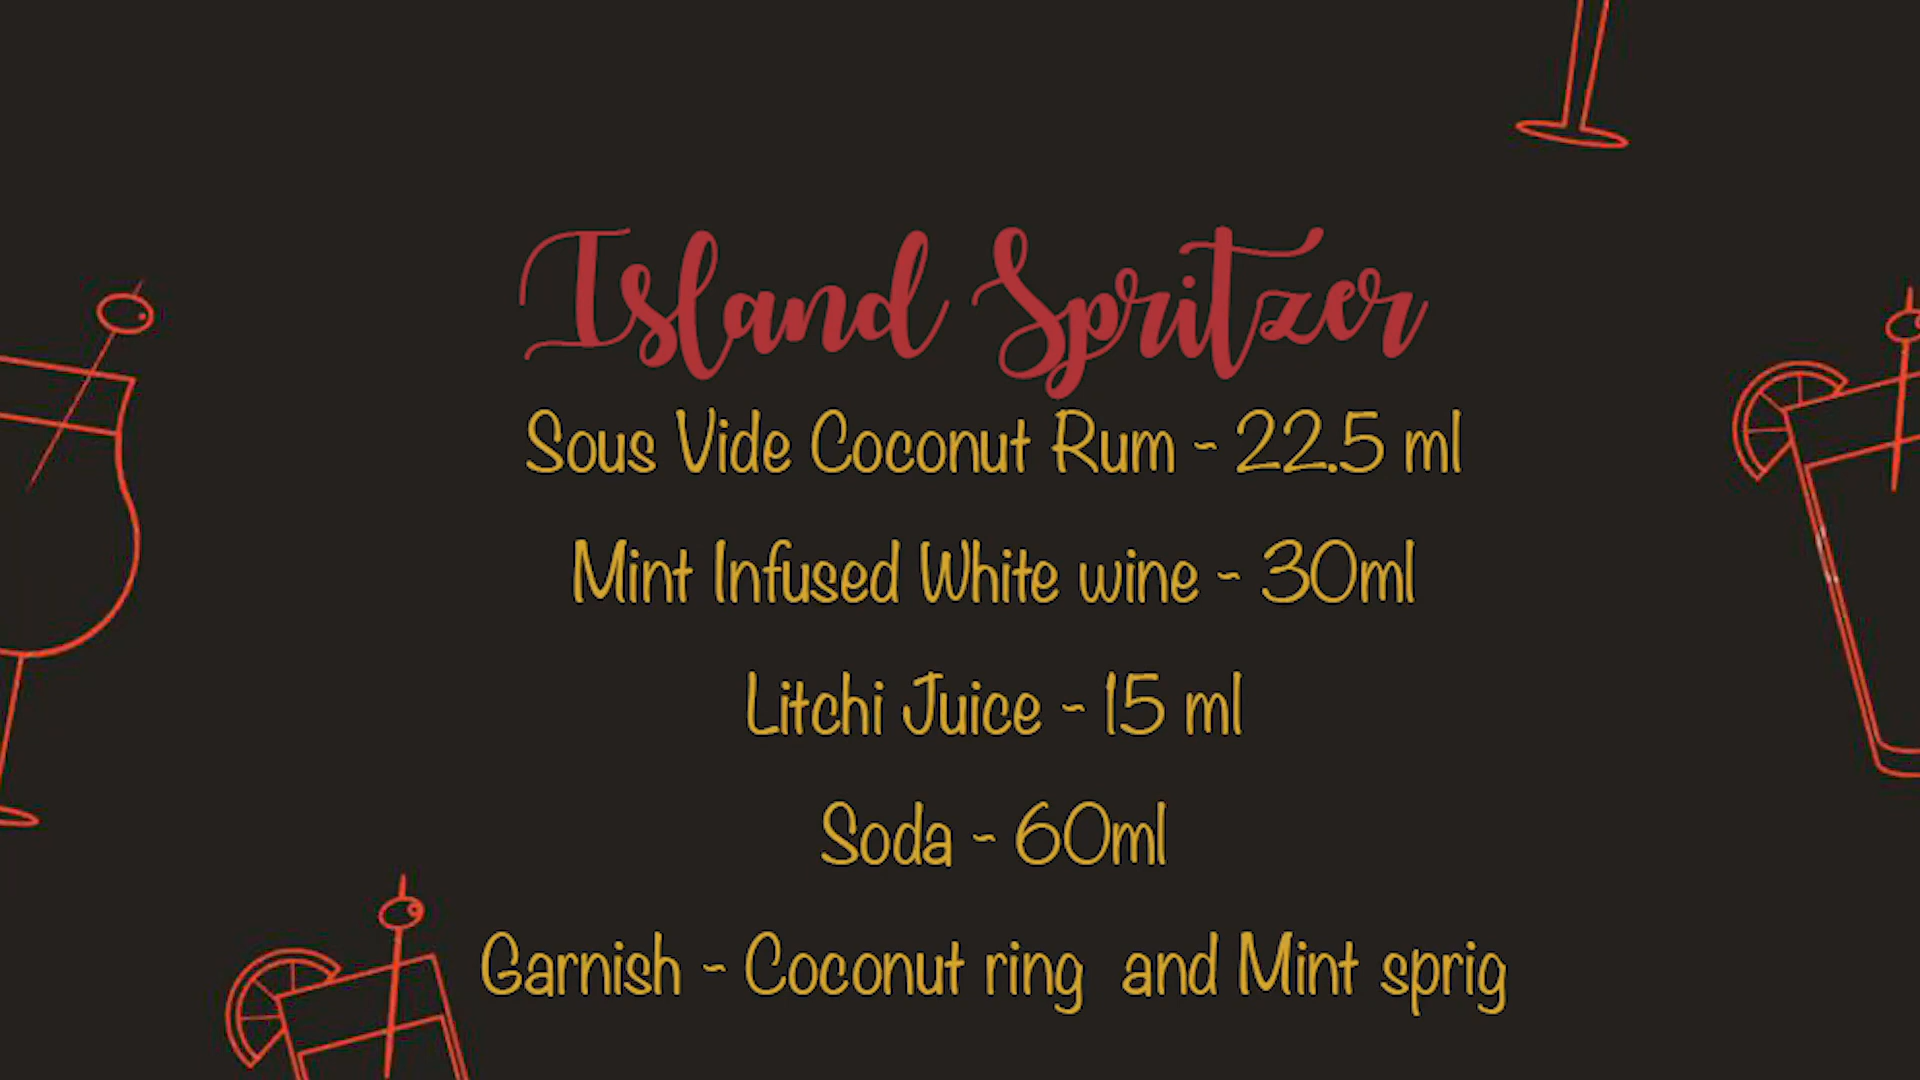 Island Spritzer
Sous Vide Coconut Rum - 22.5 ml
Mint Infused White wine - 30ml
Litchi Juice - 15 ml
Soda - 60ml
Garnish - Coconut ring  and Mint sprig